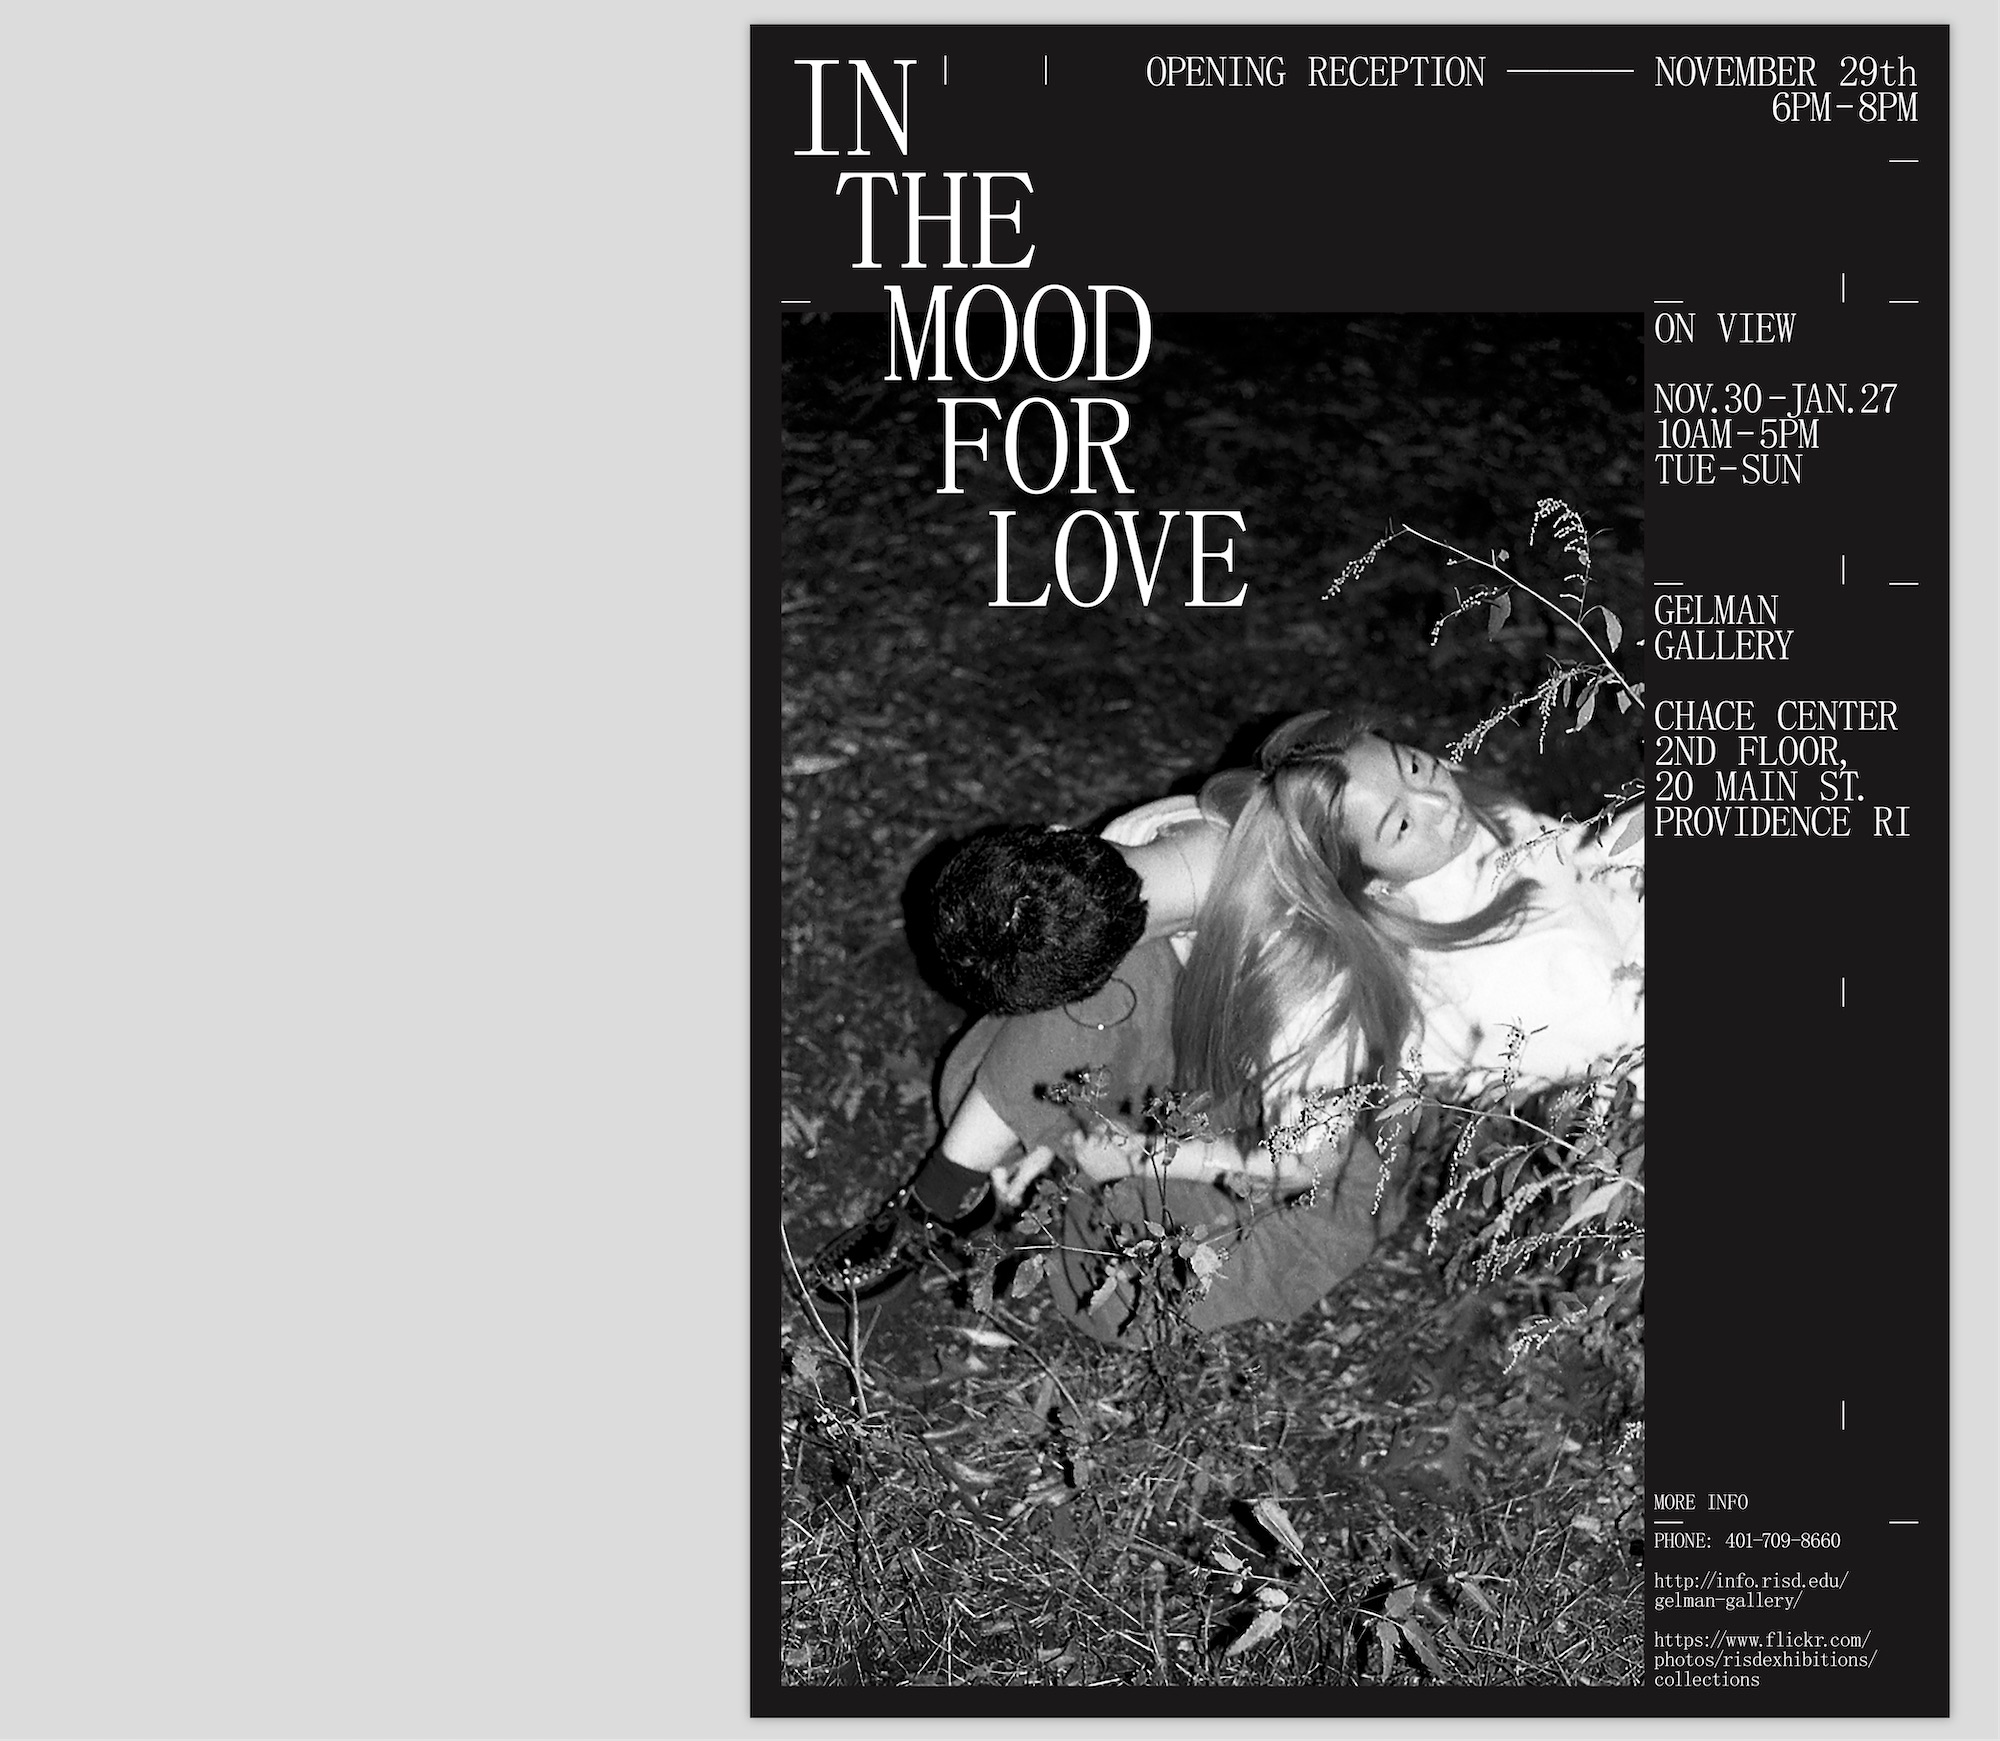 IN
THE
MOOD
FOR
LOVE
OPENING RECEPTION
NOVEMBER 29th
6PM-8PM
ON VIEW
NOV.30-JAN.27
10AM-5PM
TUE-SUN
GELMAN
GALLERY
CHACE CENTER
2ND FLOOR,
20 MAIN ST.
PROVIDENCE RI
MORE INFO
PHONE: 401-709-8660
http://info.risd.edu/
gelman-gallery/
https://www.flickr.com/
photos/risdexhibitions/
collections